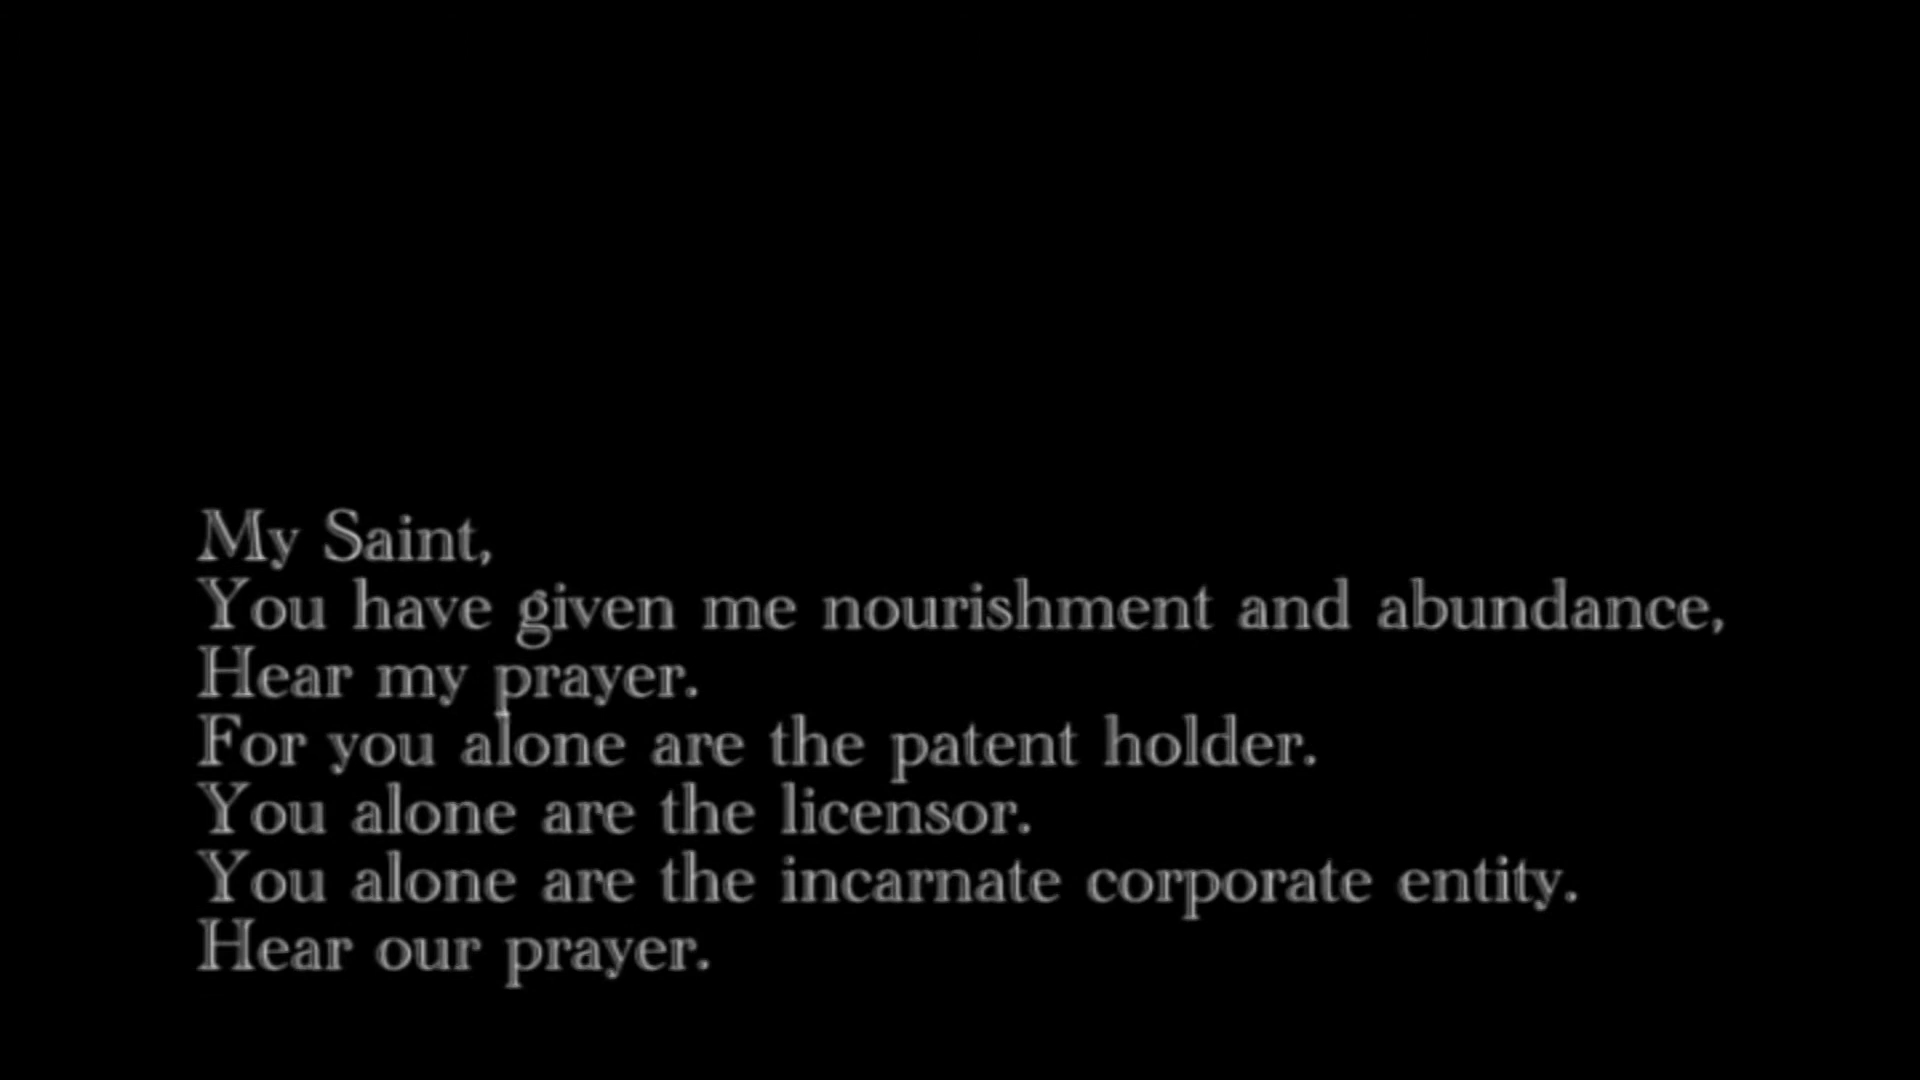 My Saint,
You have given me nourishment and abundance,
Hear my prayer.
For you alone are the patent holder.
You alone are the licensor.
You alone are the incarnate corporate entity.
Hear our prayer.